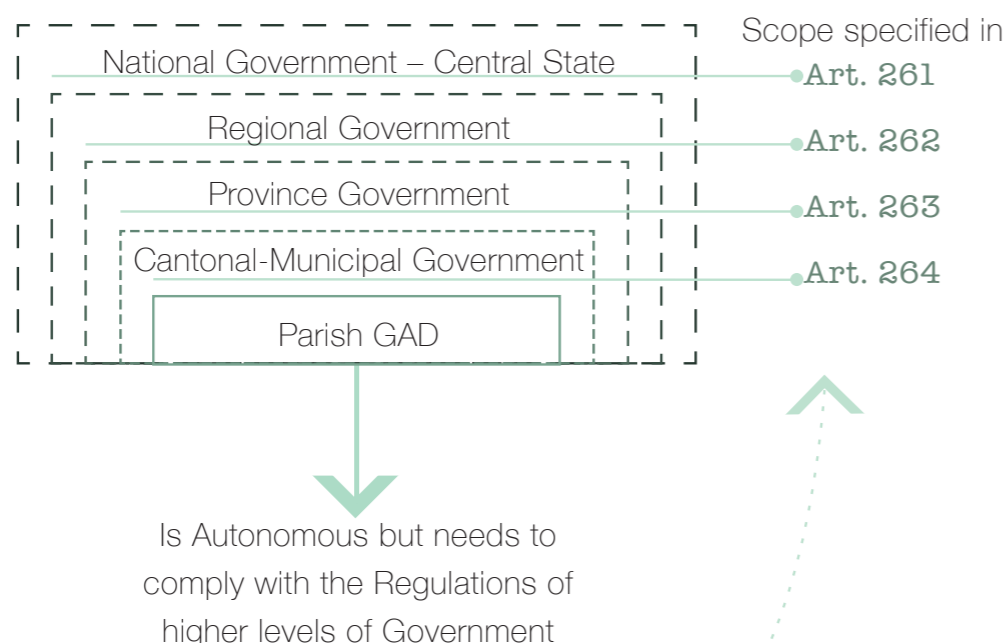 Scope specified in
National Government – Central State
Art. 261
Regional Government
Art. 262
Province Government
Art. 263
Cantonal-Municipal Government
Art. 264
Parish GAD
Is Autonomous but needs to
comply with the Regulations of
higher levels of Government